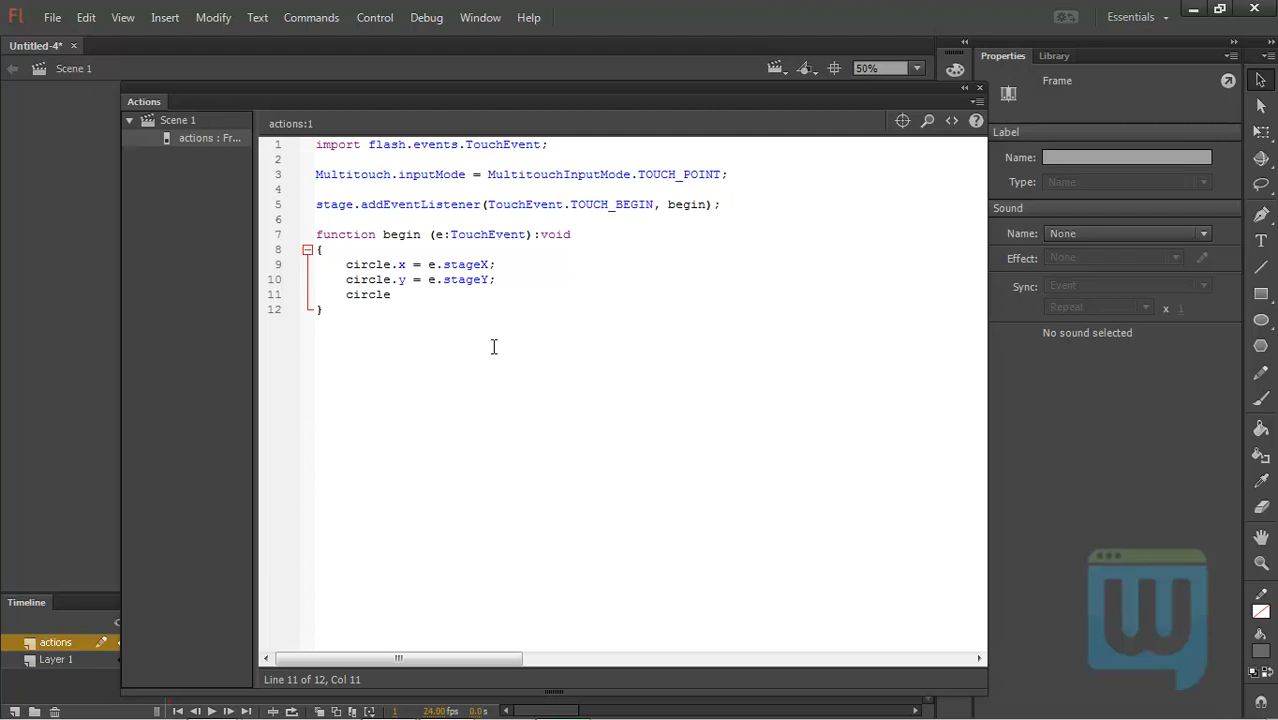 Fl File Edit View Insert Modify Text Commands Control Debug Window Help Essentials
Untitled-4* ×
Scene 1 50%
Properties Library
Frame
Actions
Scene 1
actions : Fr...
actions:1
1 import flash.events.TouchEvent;
2
3 Multitouch.inputMode = MultitouchInputMode.TOUCH_POINT;
4
5 stage.addEventListener(TouchEvent.TOUCH_BEGIN, begin);
6
7 function begin (e:TouchEvent):void
8 {
9 circle.x = e.stageX;
10 circle.y = e.stageY;
11 circle
12 }
Line 11 of 12, Col 11
Label
Name:
Type: Name
Sound
Name: None
Effect: None
Sync: Event
Repeat x 1
No sound selected
Timeline
actions
Layer 1
1 24.00 fps 0.0 s
W